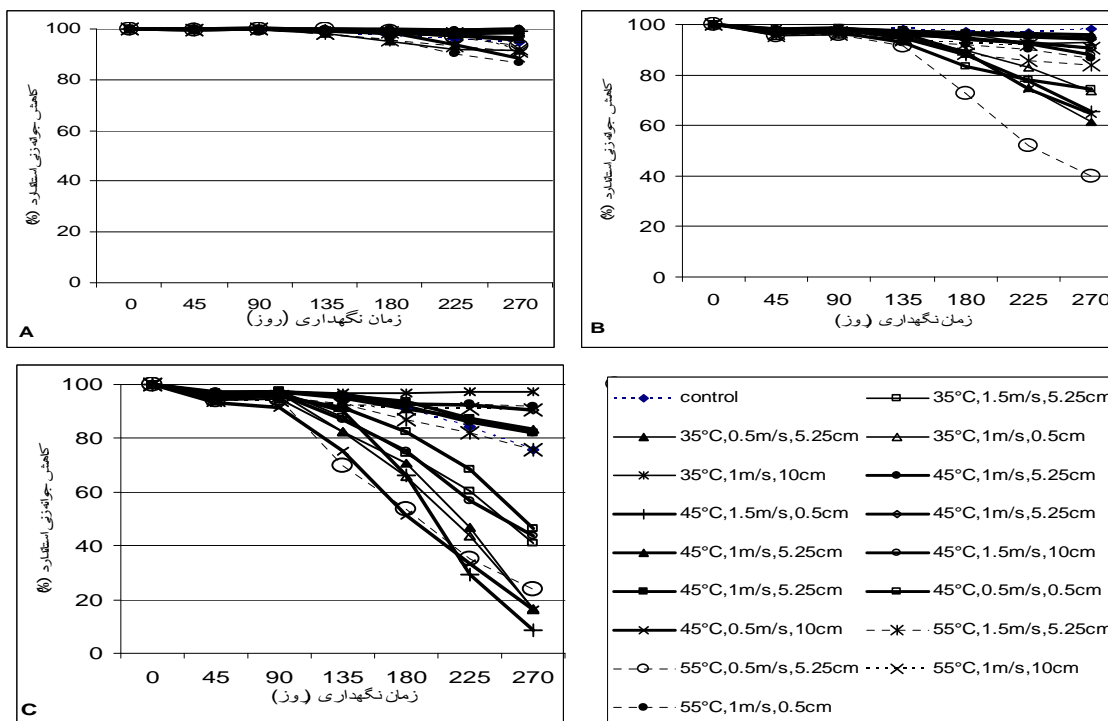 100
80
60
40
20
0
کاهش جوانه زنی استاندارد (%)
0 45 90 135 180 225 270
زمان نگهداری (روز)
A
100
80
60
40
20
0
کاهش جوانه زنی استاندارد (%)
0 45 90 135 180 225 270
زمان نگهداری (روز)
B
100
80
60
40
20
0
کاهش جوانه زنی استاندارد (%)
0 45 90 135 180 225 270
زمان نگهداری (روز)
C
control
35°C,1.5m/s,5.25cm
35°C,0.5m/s,5.25cm
35°C,1m/s,0.5cm
35°C,1m/s,10cm
45°C,1m/s,5.25cm
45°C,1.5m/s,0.5cm
45°C,1m/s,5.25cm
45°C,1m/s,5.25cm
45°C,1.5m/s,10cm
45°C,1m/s,5.25cm
45°C,0.5m/s,0.5cm
45°C,0.5m/s,10cm
55°C,1.5m/s,5.25cm
55°C,0.5m/s,5.25cm
55°C,1m/s,10cm
55°C,1m/s,0.5cm